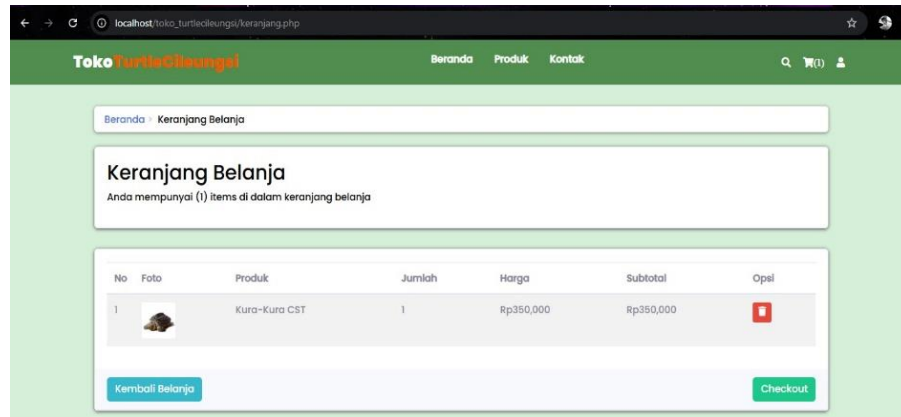 localhost/toko_turtlecileungsi/keranjang.php
TokoTurtleCileungsi Beranda Produk Kontak (1)
Beranda > Keranjang Belanja
Keranjang Belanja
Anda mempunyai (1) items di dalam keranjang belanja
No Foto Produk Jumlah Harga Subtotal Opsi
1 Kura-Kura CST 1 Rp350,000 Rp350,000
Kembali Belanja Checkout